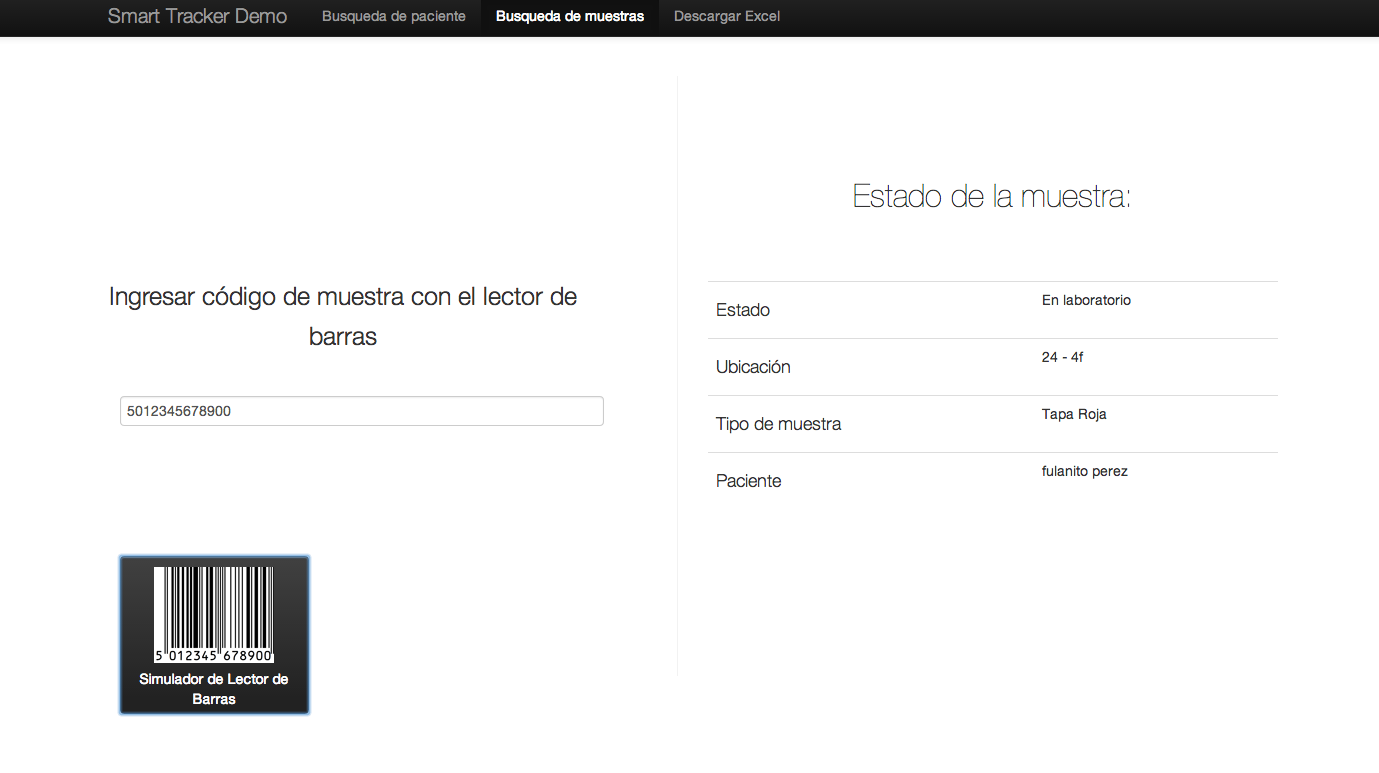 Smart Tracker Demo Busqueda de paciente Busqueda de muestras Descargar Excel
Ingresar código de muestra con el lector de
barras
5012345678900
5 012345 678900
Simulador de Lector de
Barras
Estado de la muestra:
Estado En laboratorio
Ubicación 24 - 4f
Tipo de muestra Tapa Roja
Paciente fulanito perez